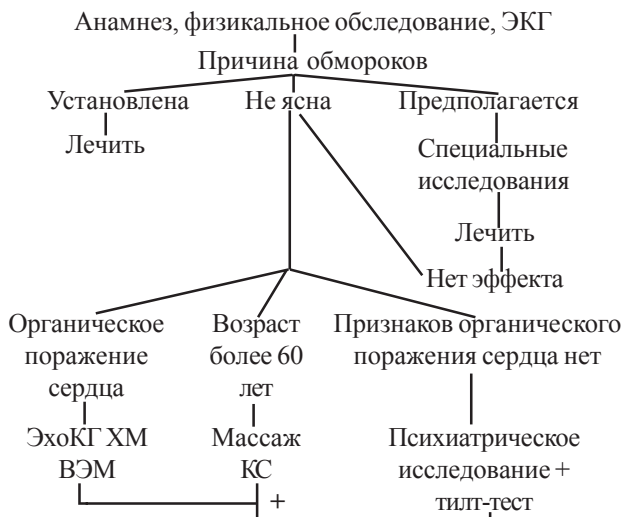 Анамнез, физикальное обследование, ЭКГ
Причина обмороков
Установлена Не ясна Предполагается
Лечить
Специальные
исследования
Лечить
Нет эффекта
Органическое
поражение
сердца
Возраст
более 60
лет
Признаков органического
поражения сердца нет
ЭхоКГ ХМ
ВЭМ
Массаж
КС
Психиатрическое
исследование +
тилт-тест
+